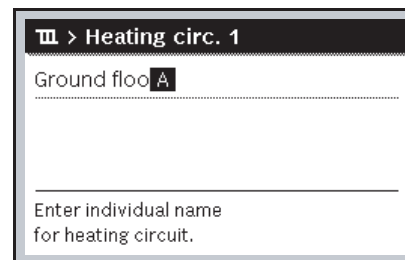 > Heating circ. 1
Ground flooA
Enter individual name
for heating circuit.